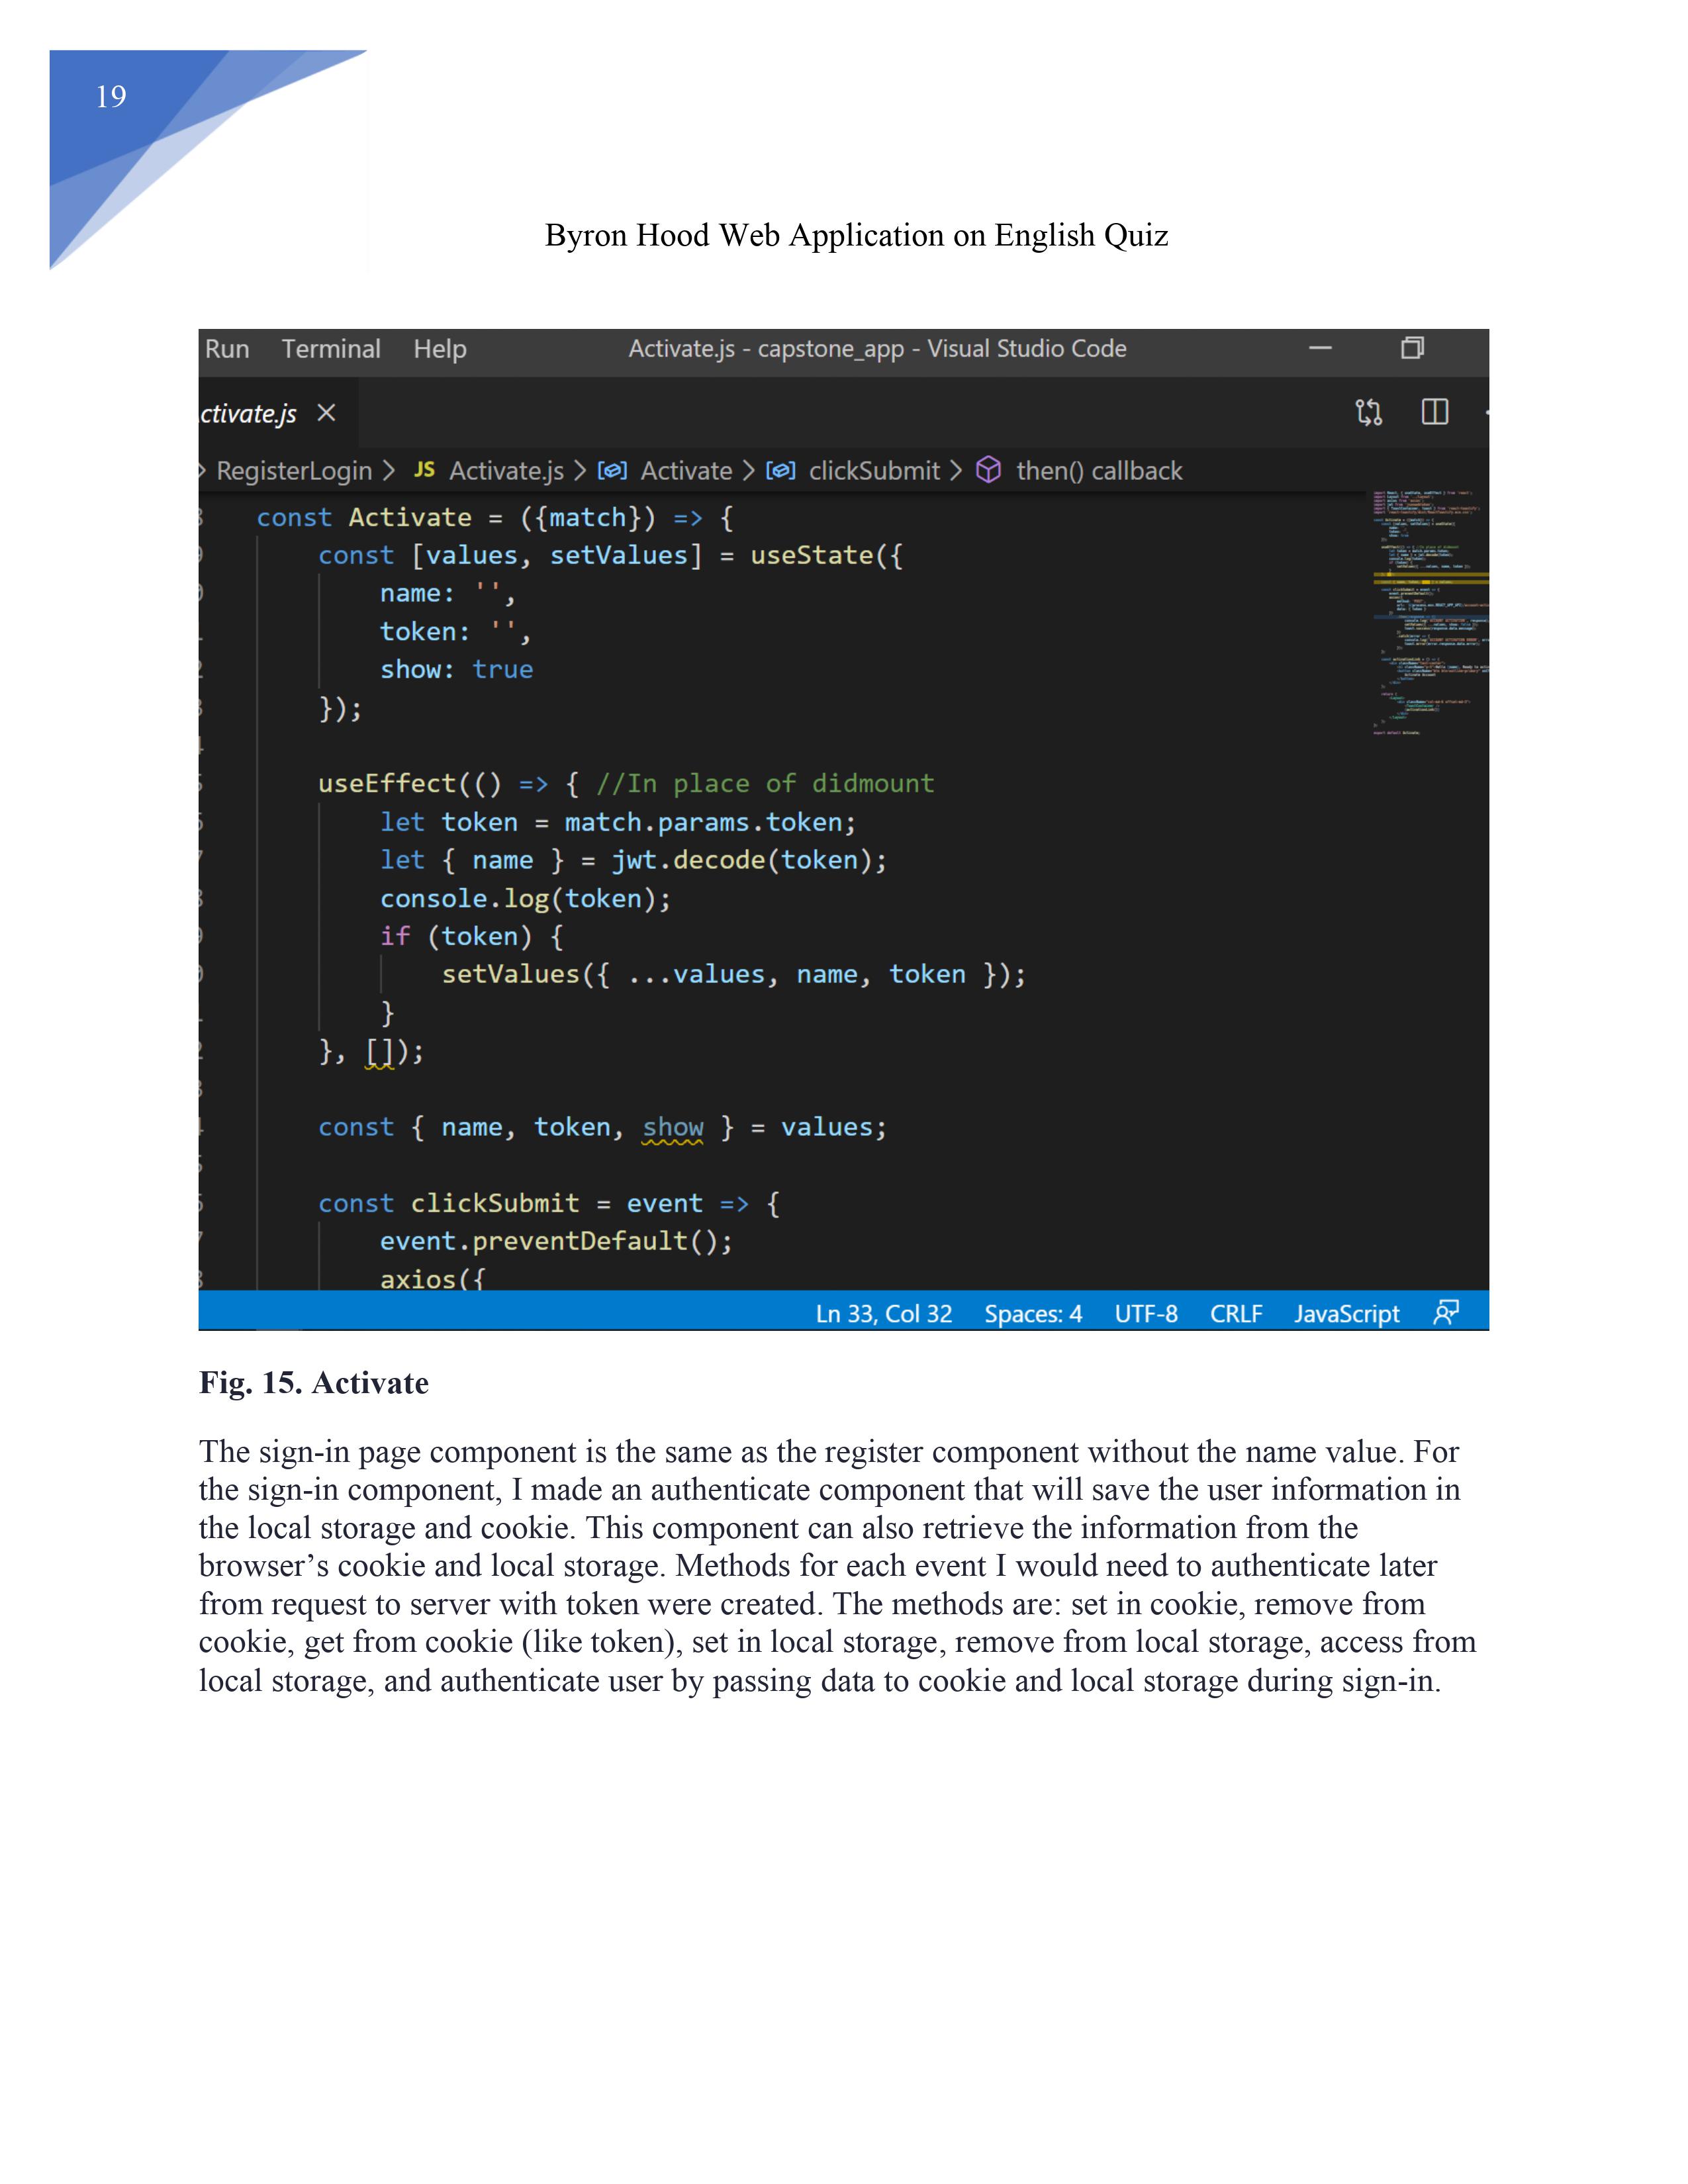 19
Byron Hood Web Application on English Quiz
Run Terminal Help Activate.js - capstone_app - Visual Studio Code
ctivate.js
RegisterLogin > JS Activate.js > Activate > clickSubmit > then() callback
const Activate = ({match}) => {
const [values, setValues] = useState({
name: '',
token: '',
show: true
});
useEffect(() => { //In place of didmount
let token = match.params.token;
let { name } = jwt.decode(token);
console.log(token);
if (token) {
setValues({ ...values, name, token });
}
}, []);
const { name, token, show } = values;
const clickSubmit = event => {
event.preventDefault();
axios({
Ln 33, Col 32 Spaces: 4 UTF-8 CRLF JavaScript
Fig. 15. Activate
The sign-in page component is the same as the register component without the name value. For
the sign-in component, I made an authenticate component that will save the user information in
the local storage and cookie. This component can also retrieve the information from the
browser’s cookie and local storage. Methods for each event I would need to authenticate later
from request to server with token were created. The methods are: set in cookie, remove from
cookie, get from cookie (like token), set in local storage, remove from local storage, access from
local storage, and authenticate user by passing data to cookie and local storage during sign-in.